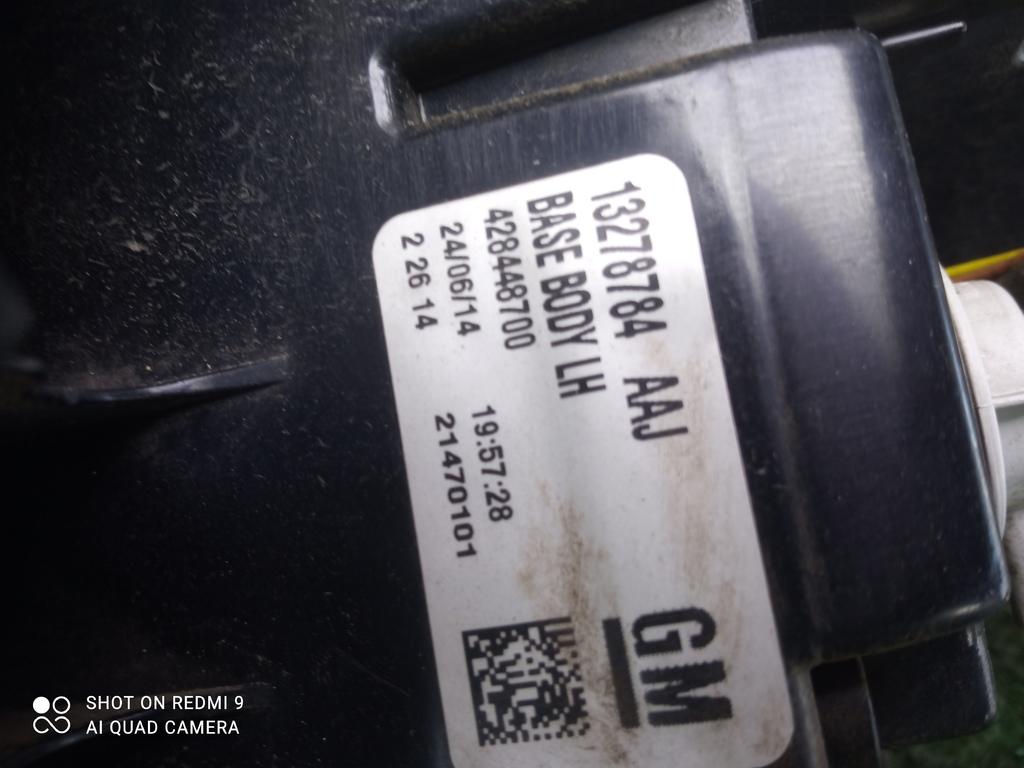 13278784 AAJ
BASE BODY LH
428448700
24/06/14 19:57:28
2 26 14 21470101
GM
SHOT ON REDMI 9
AI QUAD CAMERA